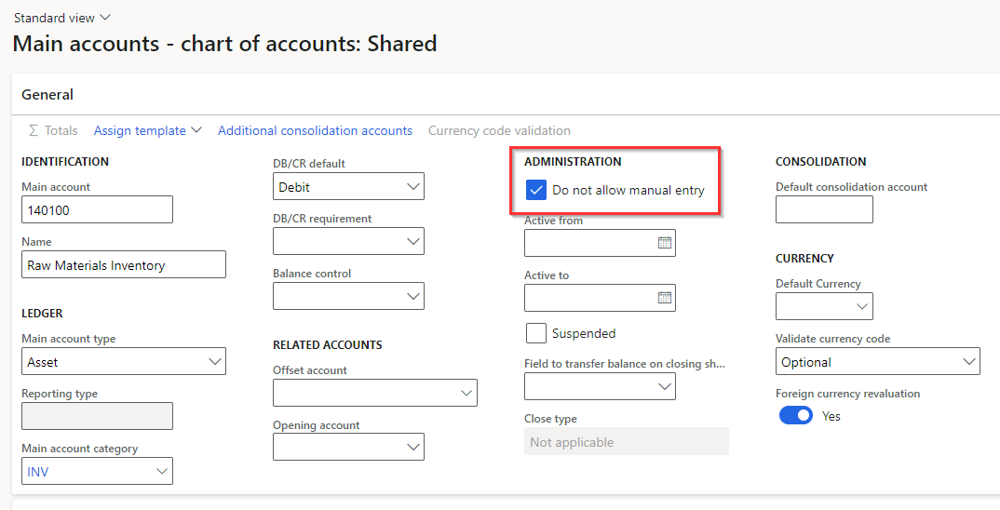 Standard view
Main accounts - chart of accounts: Shared
General
Σ Totals Assign template Additional consolidation accounts Currency code validation
IDENTIFICATION
Main account
140100
Name
Raw Materials Inventory
LEDGER
Main account type
Asset
Reporting type
Main account category
INV
DB/CR default
Debit
DB/CR requirement
Balance control
RELATED ACCOUNTS
Offset account
Opening account
ADMINISTRATION
Do not allow manual entry
Active from
Active to
Suspended
Field to transfer balance on closing sh...
Close type
Not applicable
CONSOLIDATION
Default consolidation account
CURRENCY
Default Currency
Validate currency code
Optional
Foreign currency revaluation
Yes